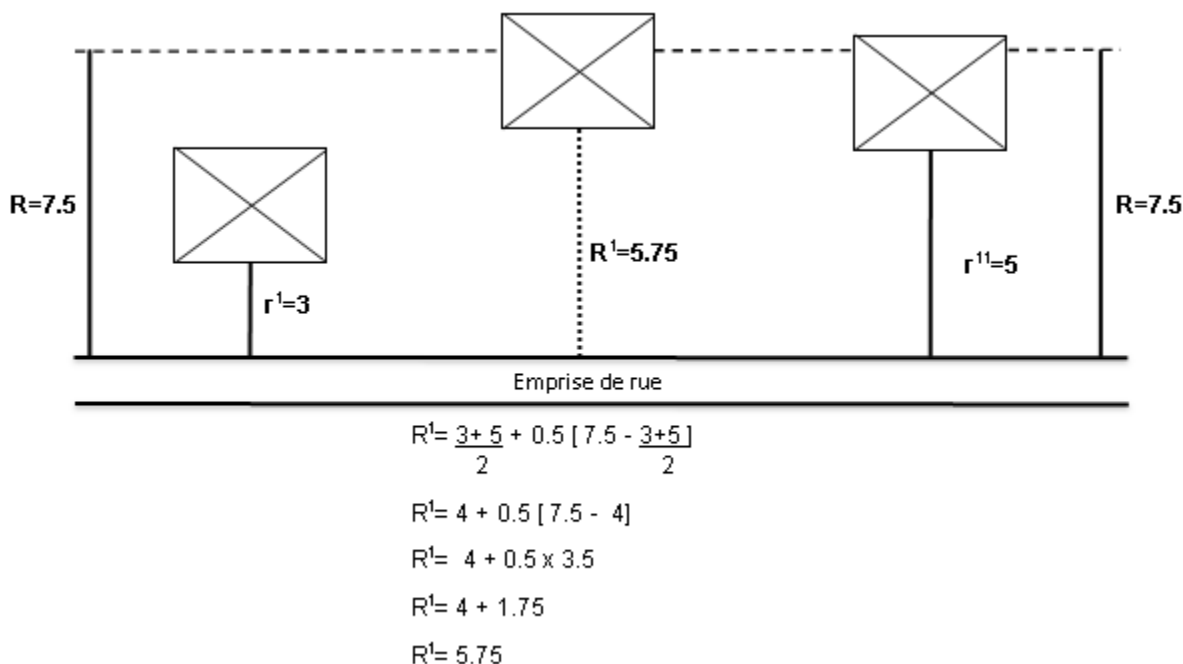 R=7.5
r¹=3
R¹=5.75
r¹¹=5
R=7.5
Emprise de rue
R¹= 3+ 5 + 0.5 [ 7.5 - 3+5 ]
2 2
R¹= 4 + 0.5 [ 7.5 - 4]
R¹= 4 + 0.5 x 3.5
R¹= 4 + 1.75
R¹= 5.75